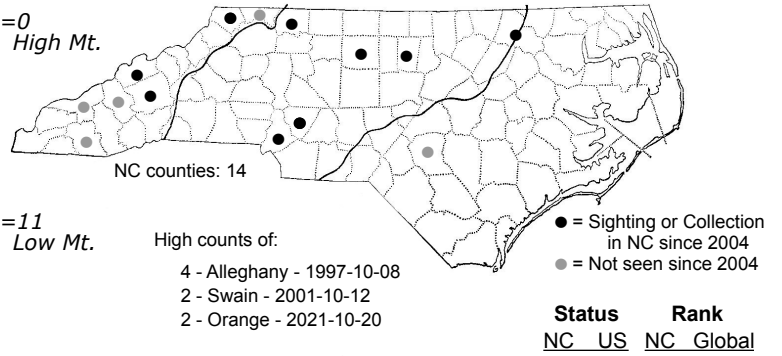 =0
High Mt.
NC counties: 14
=11
Low Mt.
High counts of:
4 - Alleghany - 1997-10-08
2 - Swain - 2001-10-12
2 - Orange - 2021-10-20
● = Sighting or Collection
in NC since 2004
● = Not seen since 2004
Status Rank
NC US NC Global